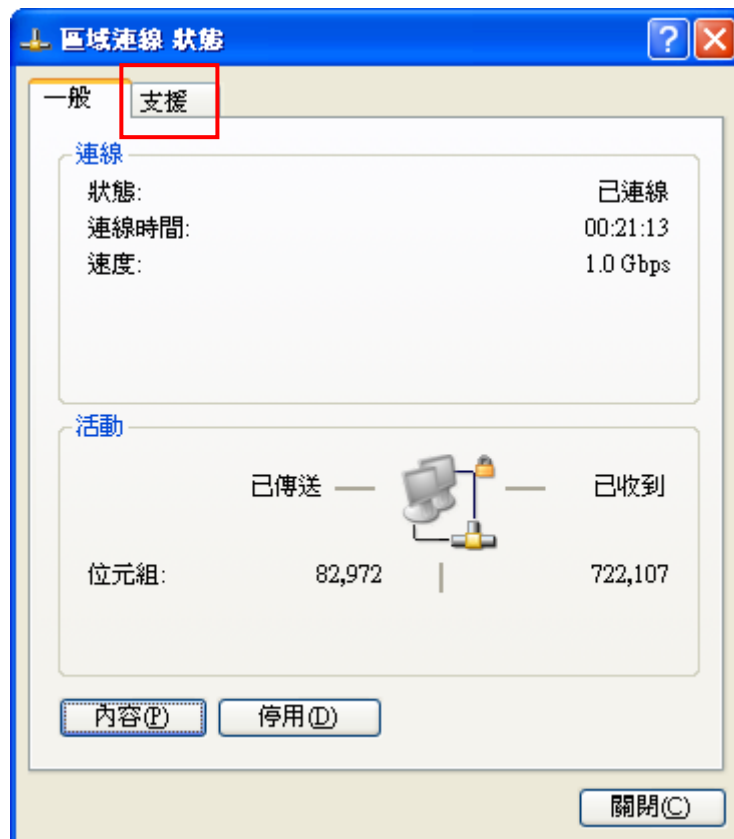 區域連線 狀態
一般 支援
連線
狀態: 已連線
連線時間: 00:21:13
速度: 1.0 Gbps
活動
已傳送 已收到
位元組: 82,972 722,107
內容(P) 停用(D)
關閉(C)